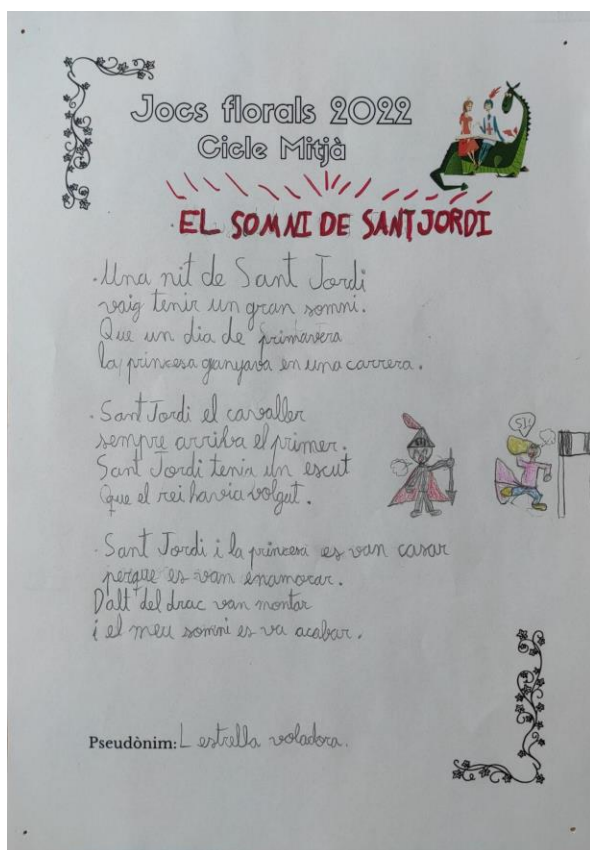 Jocs florals 2022
Cicle Mitjà
EL SOMNI DE SANT JORDI
·Una nit de Sant Jordi
vaig tenir un gran somni.
Que un dia de primavera
la princesa ganyava en una carrera.
·Sant Jordi el cavaller
sempre arriba el primer.
Sant Jordi tenia un escut
Que el rei havia volgut.
·Sant Jordi i la princesa es van casar
perque es van enamorar.
Dalt del drac van montar
i el meu somni es va acabar.
SI!
Pseudònim: L estrella voladora.